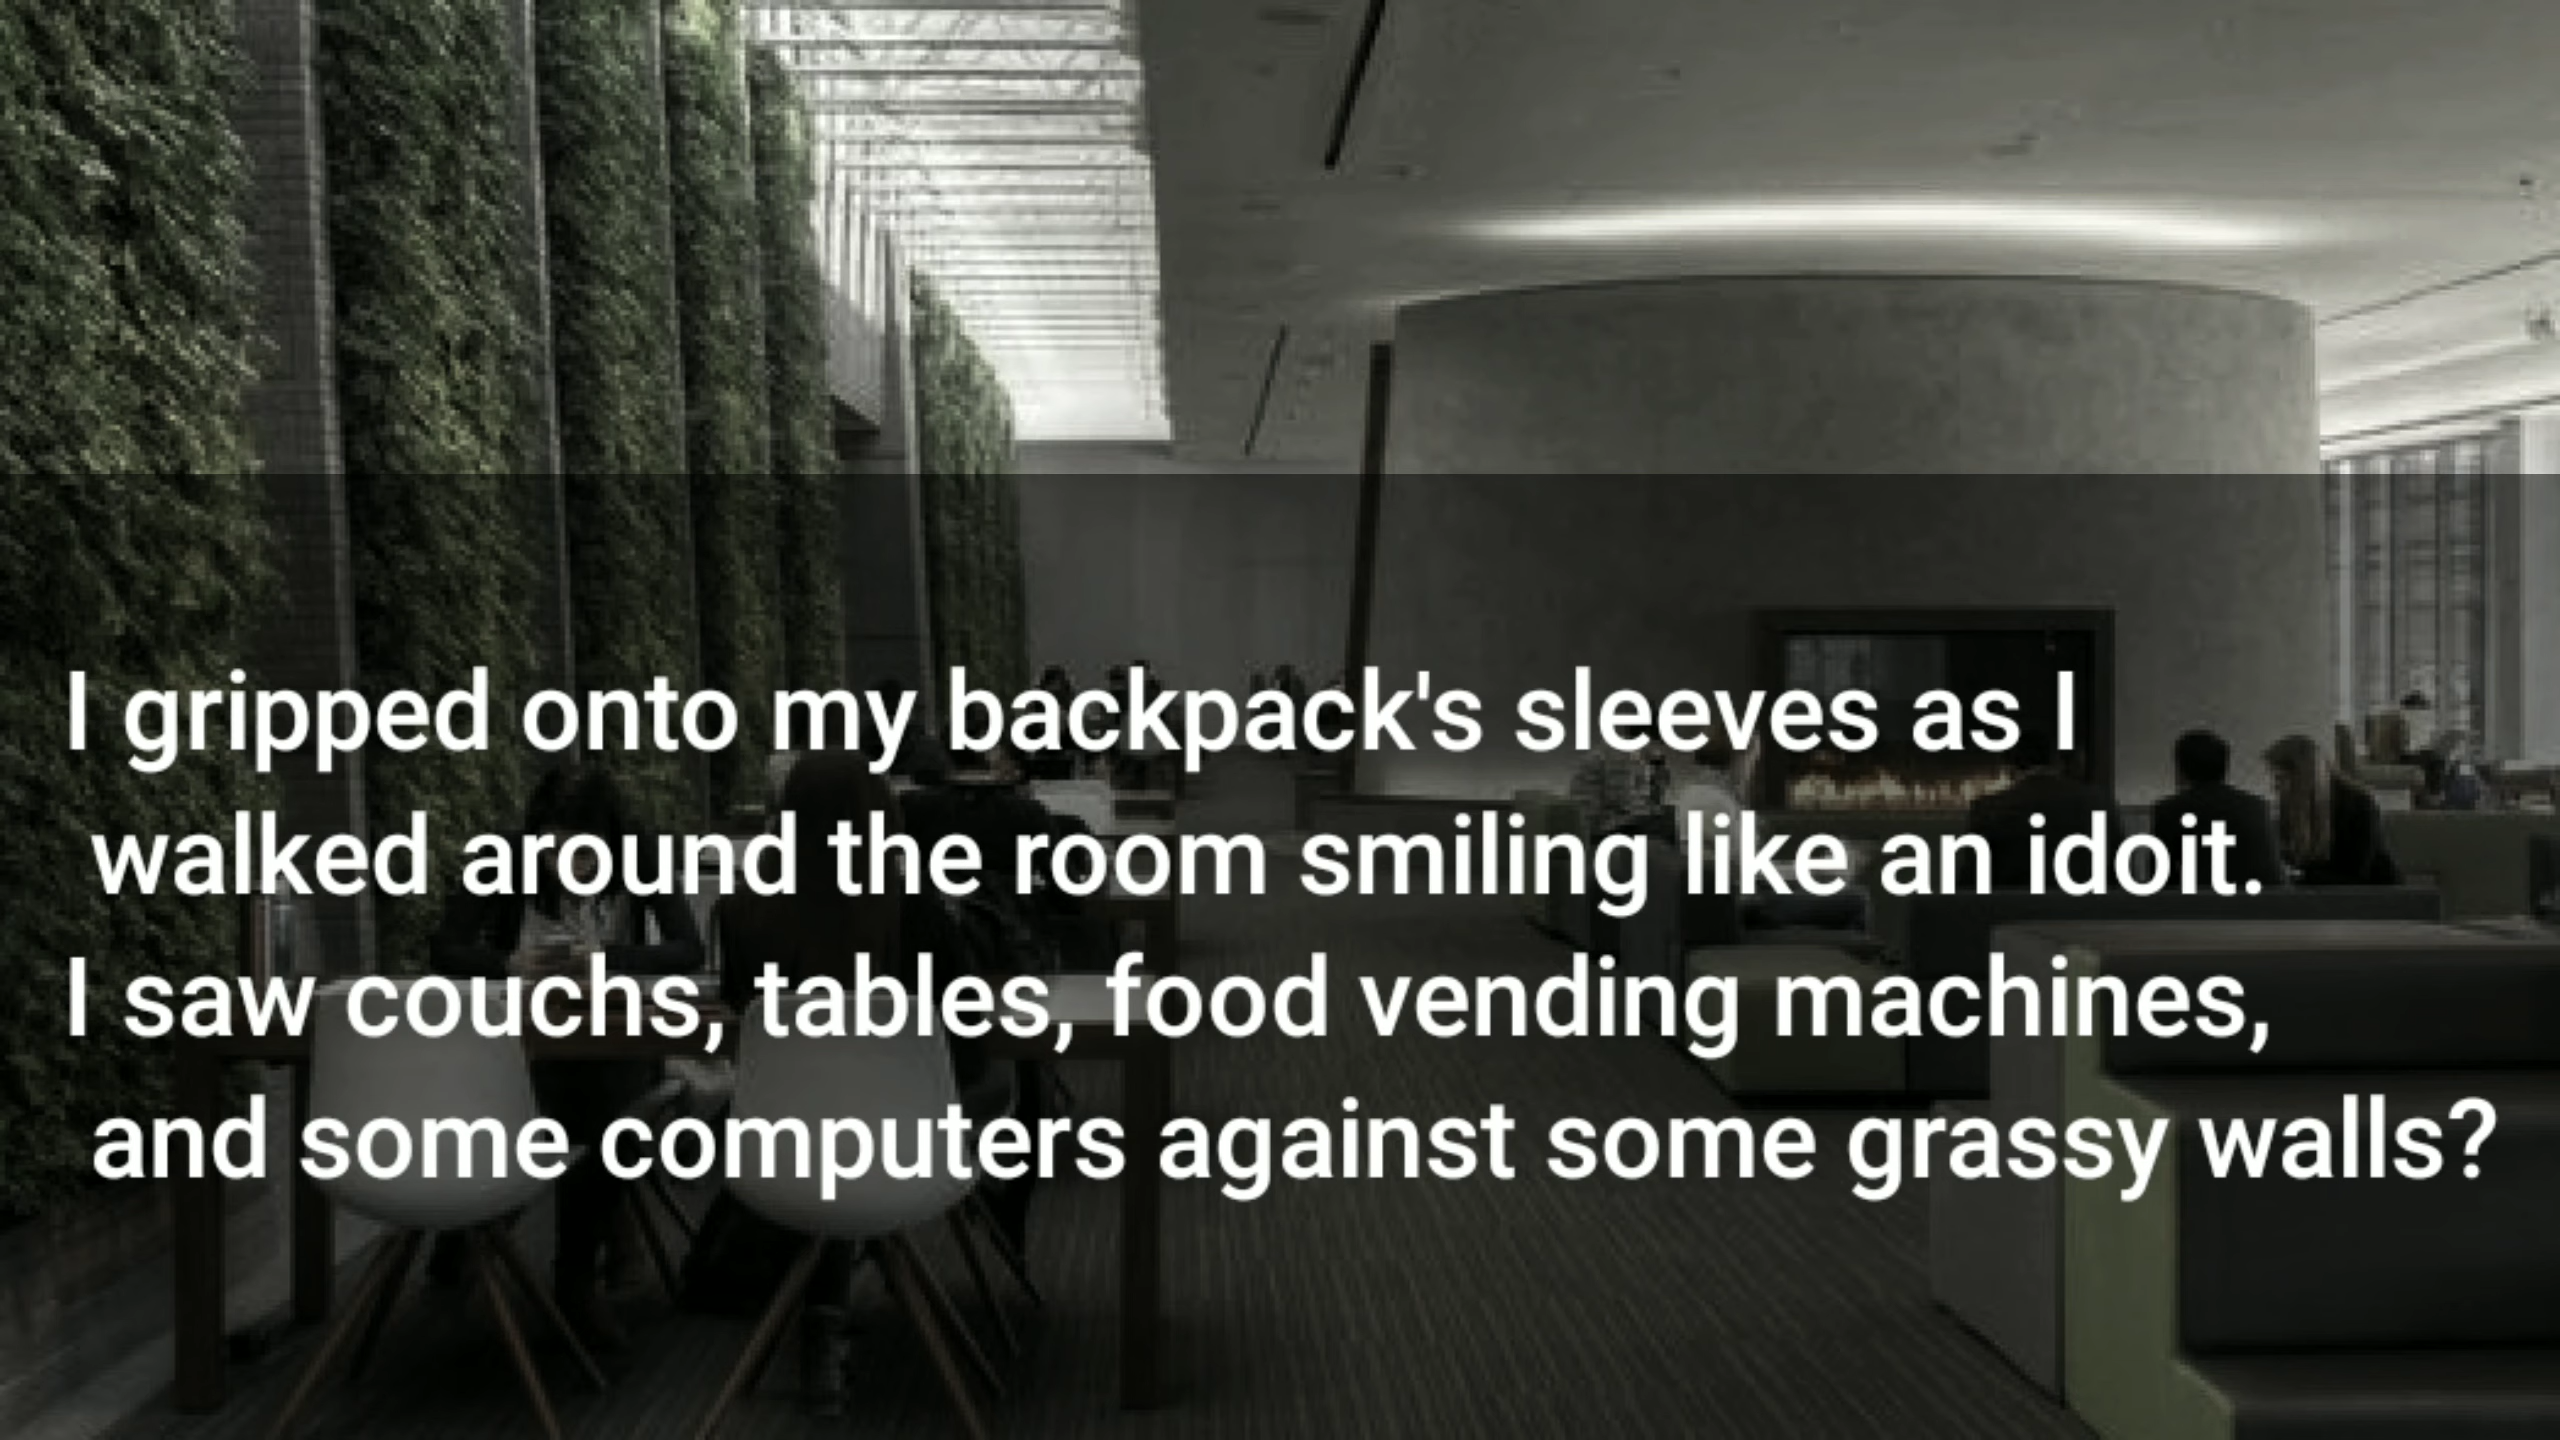 I gripped onto my backpack's sleeves as I
walked around the room smiling like an idoit.
I saw couchs, tables, food vending machines,
and some computers against some grassy walls?